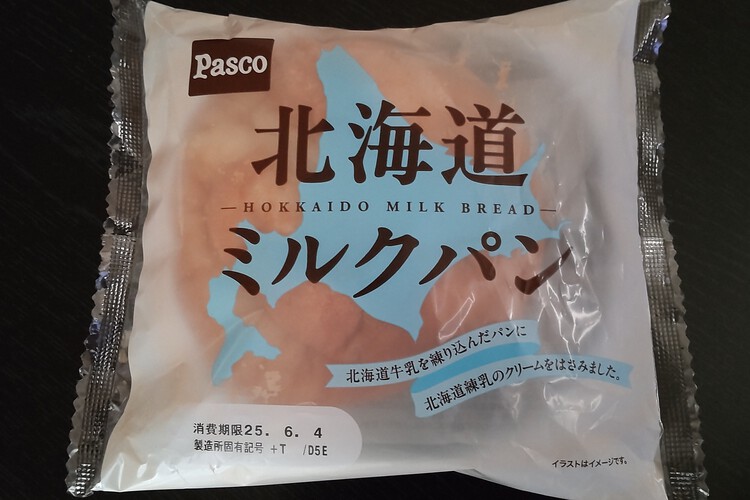 Pasco
北海道
HOKKAIDO MILK BREAD
ミルクパン
北海道牛乳を練り込んだパンに
北海道練乳のクリームをはさみました。
消費期限25. 6. 4
製造所固有記号 +T /D5E
イラストはイメージです。